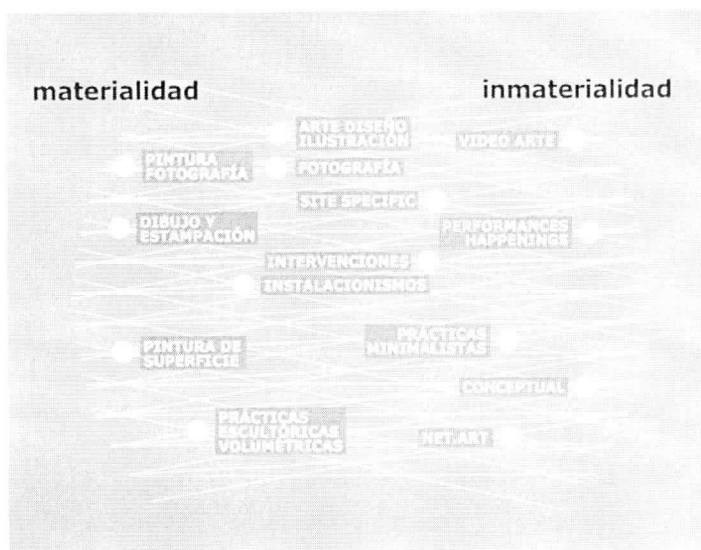 materialidad
inmaterialidad
ARTE DISEÑO
ILUSTRACIÓN
VIDEO ARTE
PINTURA
FOTOGRAFÍA
FOTOGRAFÍA
SITE SPECIFIC
DIBUJO Y
ESTAMPACIÓN
PERFORMANCES
HAPPENINGS
INTERVENCIONES
INSTALACIONISMOS
PRÁCTICAS
MINIMALISTAS
PINTURA DE
SUPERFICIE
CONCEPTUAL
PRÁCTICAS
ESCULTÓRICAS
VOLUMÉTRICAS
NET.ART